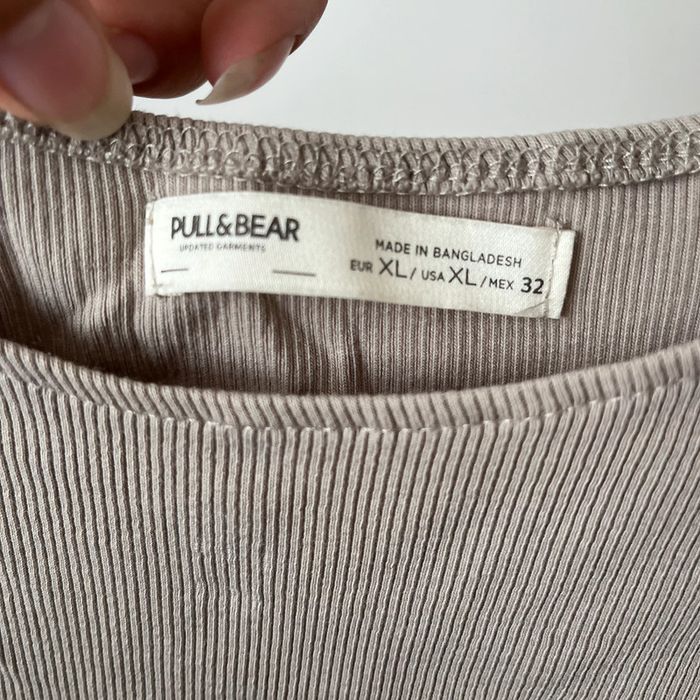 PULL&BEAR
UPDATED GARMENTS
MADE IN BANGLADESH
EUR XL / USA XL / MEX 32